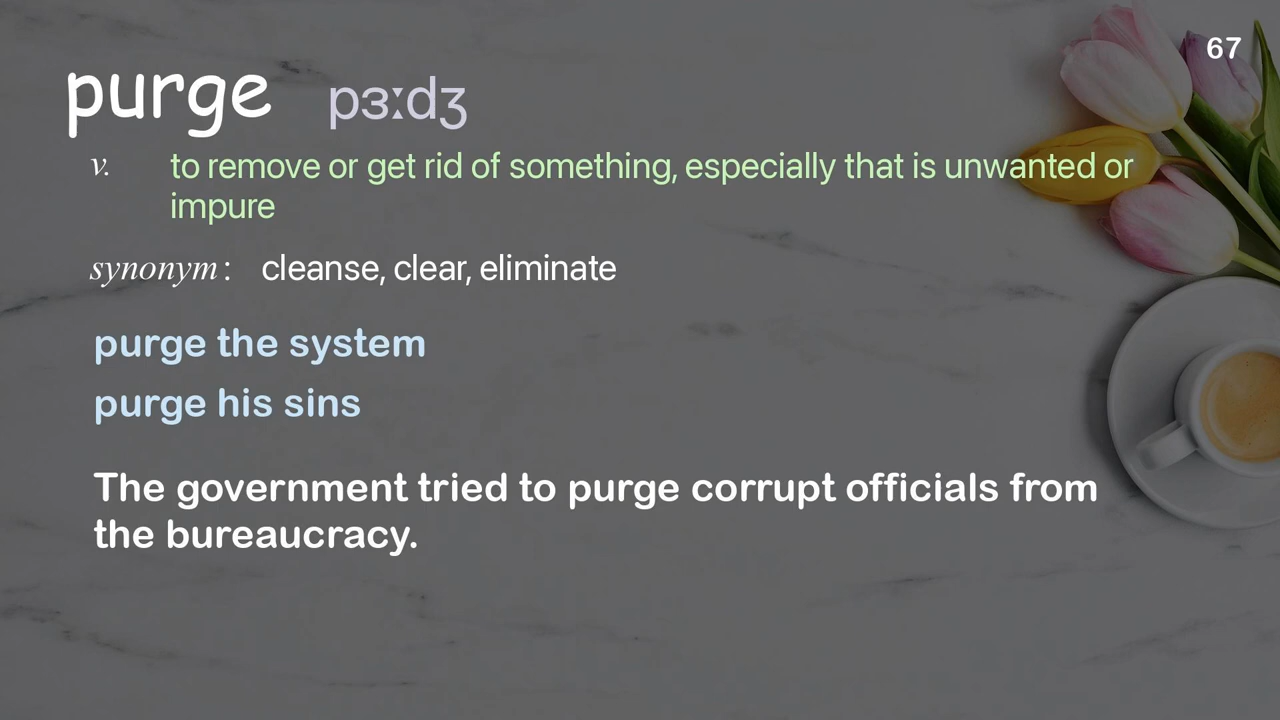 67
purge pɜːdʒ
v. to remove or get rid of something, especially that is unwanted or
impure
synonym: cleanse, clear, eliminate
purge the system
purge his sins
The government tried to purge corrupt officials from
the bureaucracy.